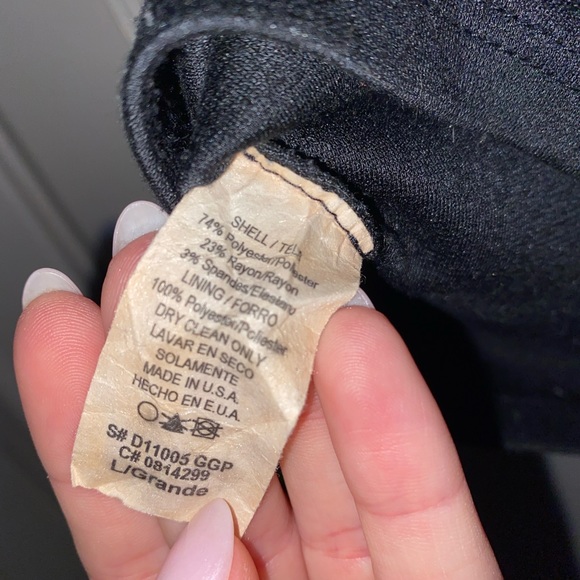 SHELL / TELA
74% Polyester/Poliester
23% Rayon/Rayon
3% Spandex/Elastano
LINING / FORRO
100% Polyester/Poliester
DRY CLEAN ONLY
LAVAR EN SECO
SOLAMENTE
MADE IN U.S.A.
HECHO EN E.U.A.
S# D11005 GGP
C# 0814299
L/Grande